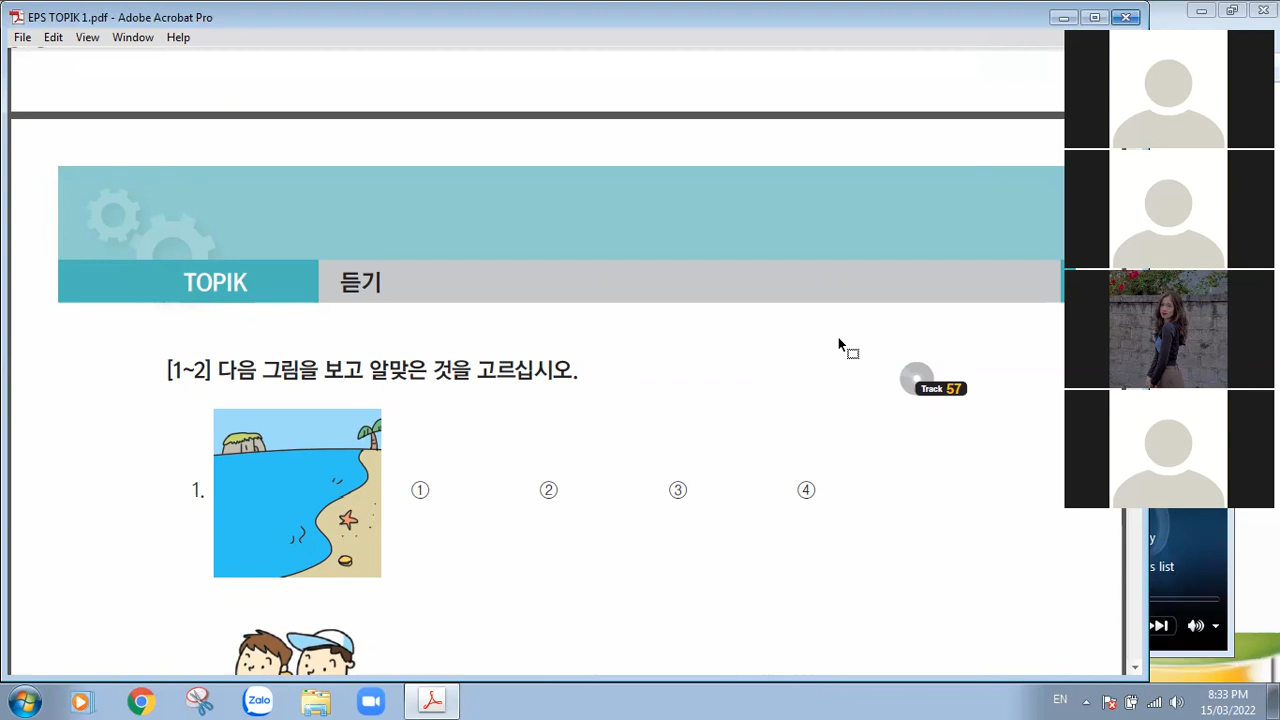 EPS TOPIK 1.pdf - Adobe Acrobat Pro
File Edit View Window Help
TOPIK 듣기
[1~2] 다음 그림을 보고 알맞은 것을 고르십시오.
Track 57
1. ① ② ③ ④
y
s list
Zalo
EN
8:33 PM
15/03/2022